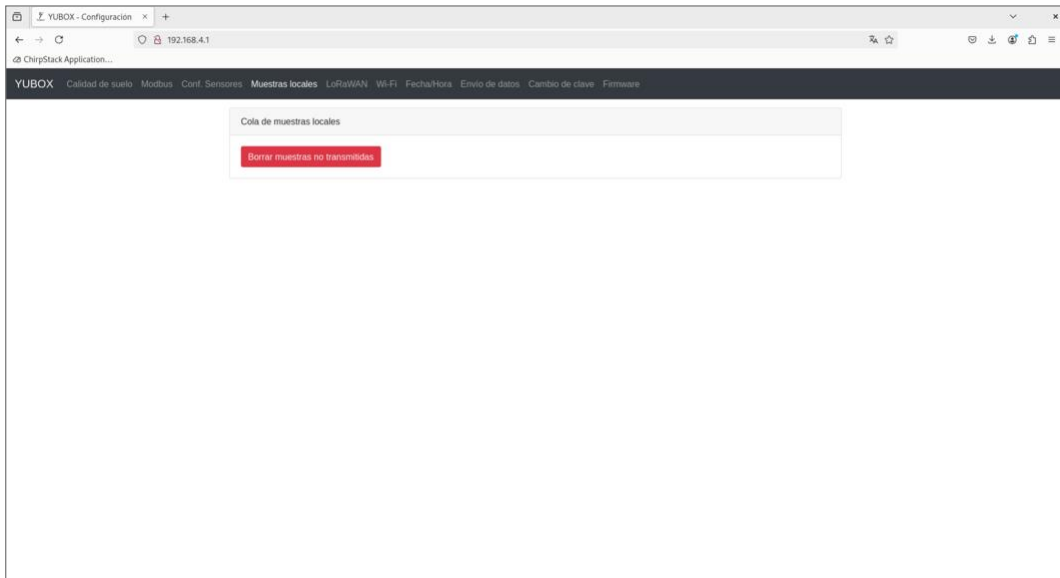 YUBOX - Configuración
192.168.4.1
ChirpStack Application...
YUBOX Calidad de suelo Modbus Conf. Sensores Muestras locales LoRaWAN Wi-Fi Fecha/Hora Envío de datos Cambio de clave Firmware
Cola de muestras locales
Borrar muestras no transmitidas